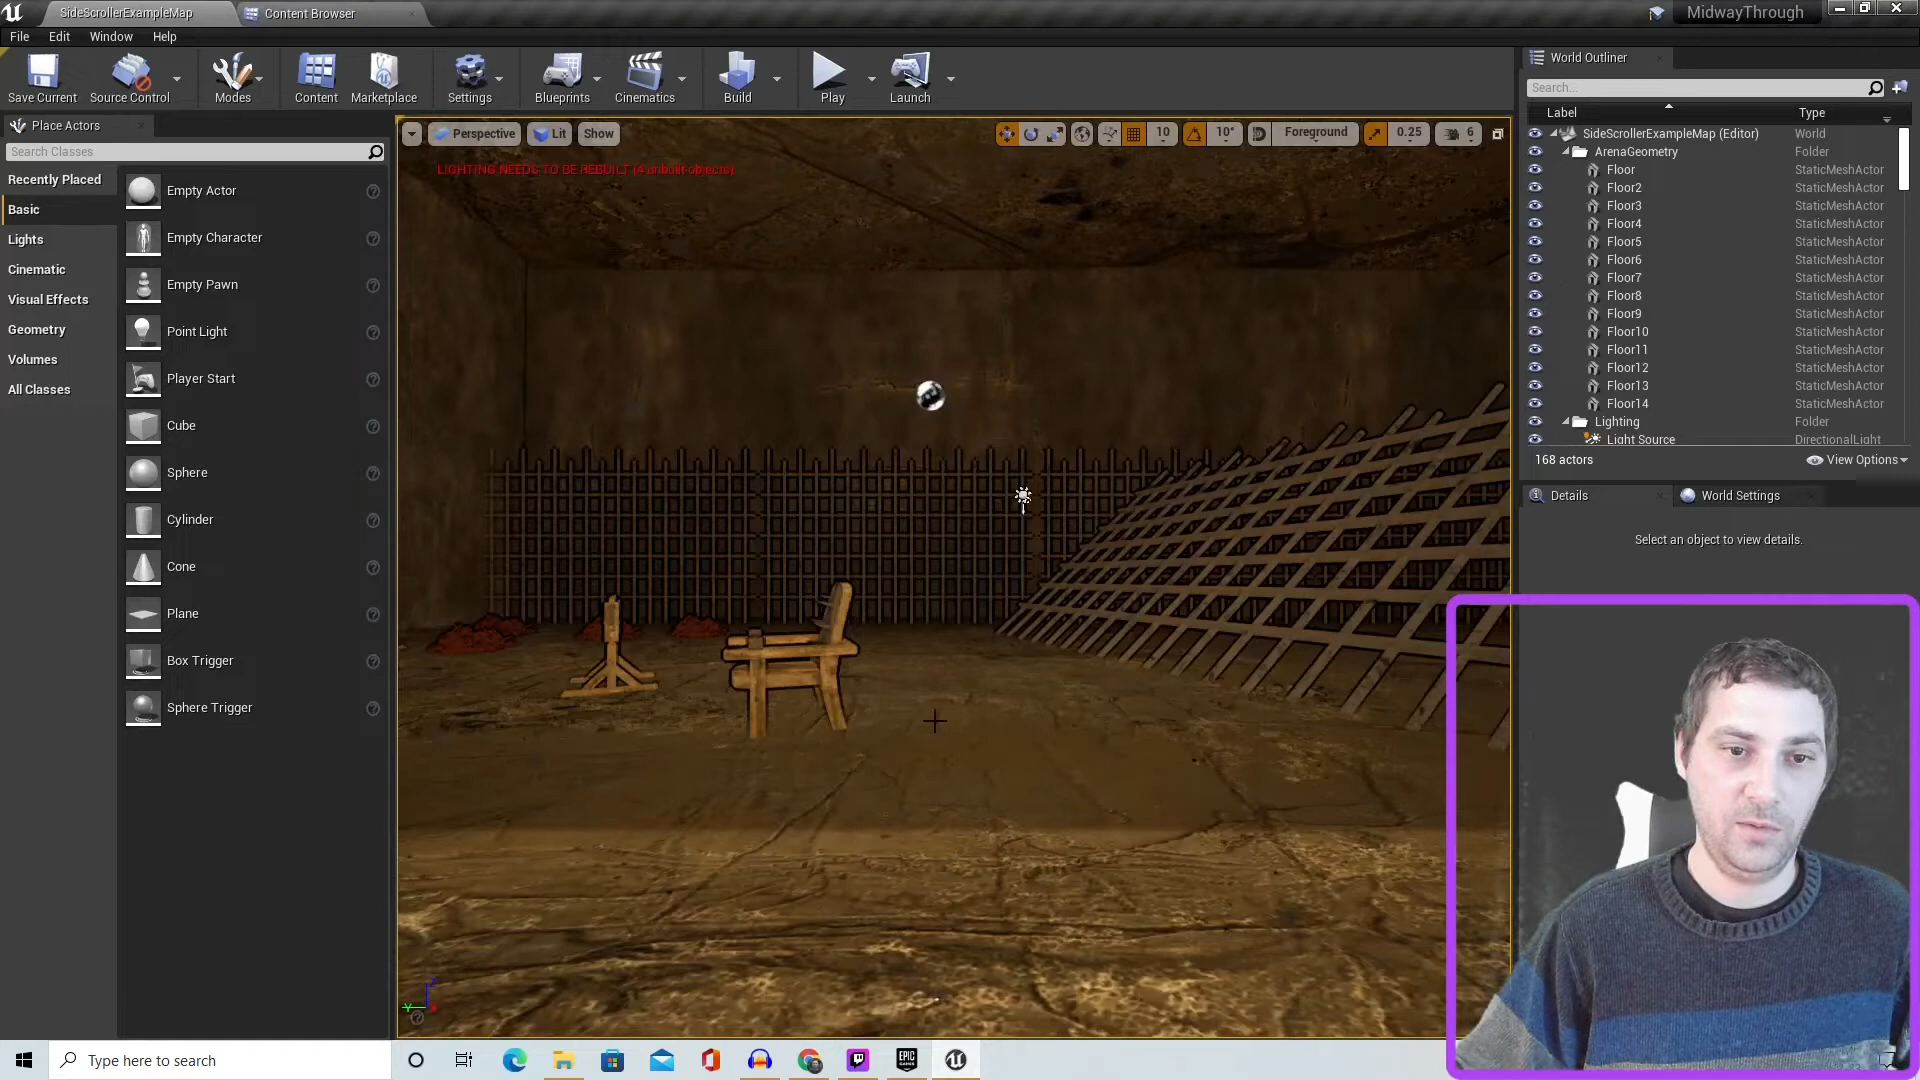 SideScrollerExampleMap
Content Browser
MidwayThrough
File Edit Window Help
Save Current
Source Control
Modes
Content
Marketplace
Settings
Blueprints
Cinematics
Build
Play
Launch
Place Actors
Search Classes
Recently Placed
Basic
Lights
Cinematic
Visual Effects
Geometry
Volumes
All Classes
Empty Actor
Empty Character
Empty Pawn
Point Light
Player Start
Cube
Sphere
Cylinder
Cone
Plane
Box Trigger
Sphere Trigger
Perspective
Lit
Show
10
10°
Foreground
0.25
6
LIGHTING NEEDS TO BE REBUILT (4 unbuilt objects)
World Outliner
Search...
Label Type
SideScrollerExampleMap (Editor) World
ArenaGeometry Folder
Floor StaticMeshActor
Floor2 StaticMeshActor
Floor3 StaticMeshActor
Floor4 StaticMeshActor
Floor5 StaticMeshActor
Floor6 StaticMeshActor
Floor7 StaticMeshActor
Floor8 StaticMeshActor
Floor9 StaticMeshActor
Floor10 StaticMeshActor
Floor11 StaticMeshActor
Floor12 StaticMeshActor
Floor13 StaticMeshActor
Floor14 StaticMeshActor
Lighting Folder
Light Source DirectionalLight
168 actors
View Options
Details
World Settings
Select an object to view details.
Type here to search
EPIC
GAMES